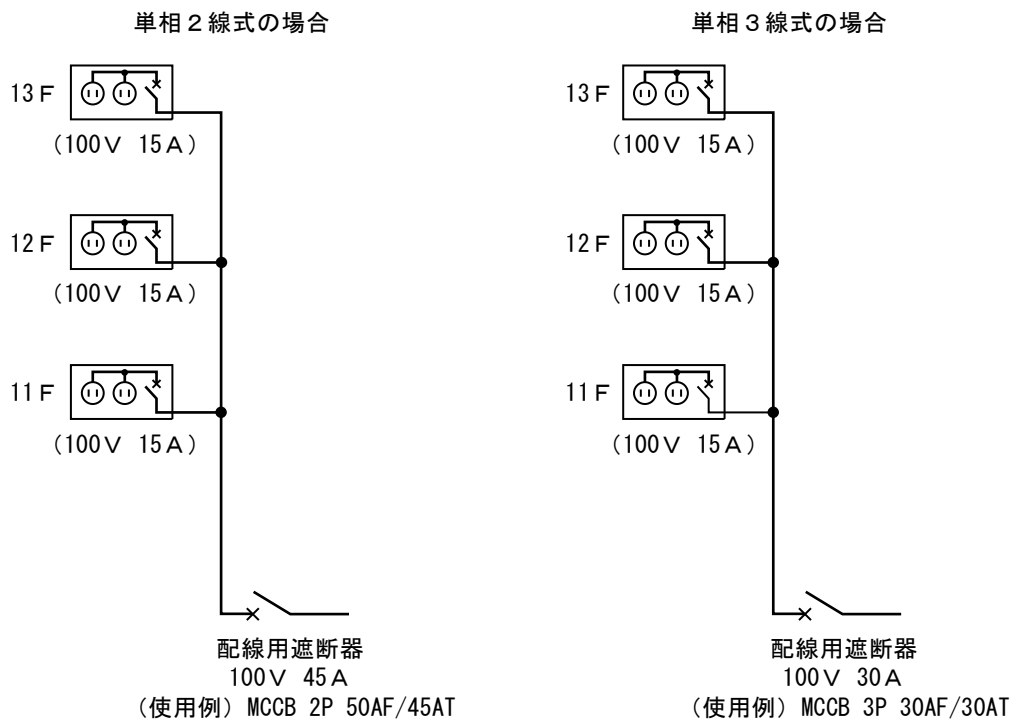 単相２線式の場合
13Ｆ
(100Ｖ 15Ａ)
12Ｆ
(100Ｖ 15Ａ)
11Ｆ
(100Ｖ 15Ａ)
配線用遮断器
100Ｖ 45Ａ
(使用例) MCCB 2P 50AF/45AT
単相３線式の場合
13Ｆ
(100Ｖ 15Ａ)
12Ｆ
(100Ｖ 15Ａ)
11Ｆ
(100Ｖ 15Ａ)
配線用遮断器
100Ｖ 30Ａ
(使用例) MCCB 3P 30AF/30AT